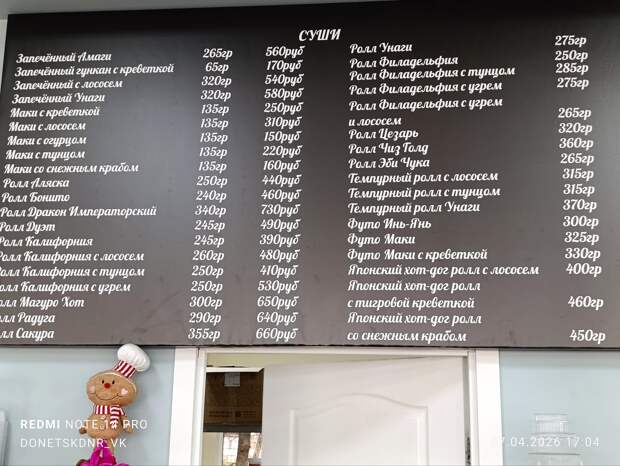 СУШИ
Запечённый Амаги 265гр 560руб
Запечённый гункан с креветкой 65гр 170руб
Запечённый с лососем 320гр 540руб
Запечённый Унаги 320гр 580руб
Маки с креветкой 135гр 250руб
Маки с лососем 135гр 310руб
Маки с огурцом 135гр 150руб
Маки с тунцом 135гр 220руб
Маки со снежным крабом 135гр 160руб
Ролл Аляска 250гр 440руб
Ролл Бонито 240гр 460руб
Ролл Дракон Императорский 340гр 730руб
Ролл Дуэт 245гр 490руб
Ролл Калифорния 245гр 390руб
Ролл Калифорния с лососем 260гр 480руб
Ролл Калифорния с тунцом 250гр 410руб
Ролл Калифорния с угрем 250гр 530руб
олл Магуро Хот 300гр 650руб
олл Радуга 290гр 640руб
лл Сакура 355гр 660руб
Ролл Унаги 275гр
Ролл Филадельфия 250гр
Ролл Филадельфия с тунцом 285гр
Ролл Филадельфия с угрем 275гр
Ролл Филадельфия с угрем
и лососем 265гр
Ролл Цезарь 320гр
Ролл Чиз Голд 360гр
Ролл Эби Чука 265гр
Темпурный ролл с лососем 315гр
Темпурный ролл с тунцом 315гр
Темпурный ролл Унаги 370гр
Футо Инь-Янь 300гр
Футо Маки 325гр
Футо Маки с креветкой 330гр
Японский хот-дог ролл с лососем 400гр
Японский хот-дог ролл
с тигровой креветкой 460гр
Японский хот-дог ролл
со снежным крабом 450гр
REDMI NOTE 14 PRO
DONETSKDNR_VK
7.04.2026 17:04